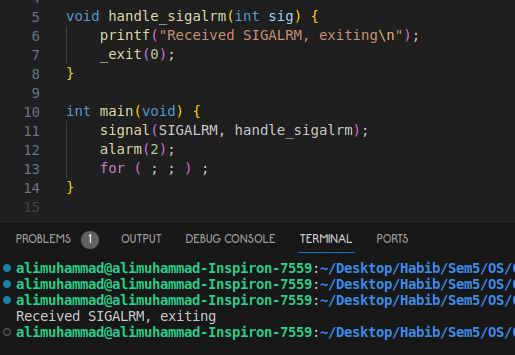 5 void handle_sigalrm(int sig) {
6     printf("Received SIGALRM, exiting\n");
7     _exit(0);
8 }
9
10 int main(void) {
11     signal(SIGALRM, handle_sigalrm);
12     alarm(2);
13     for ( ; ; ) ;
14 }
15
PROBLEMS 1 OUTPUT DEBUG CONSOLE TERMINAL PORTS
alimuhammad@alimuhammad-Inspiron-7559:~/Desktop/Habib/Sem5/OS/
alimuhammad@alimuhammad-Inspiron-7559:~/Desktop/Habib/Sem5/OS/
alimuhammad@alimuhammad-Inspiron-7559:~/Desktop/Habib/Sem5/OS/
Received SIGALRM, exiting
alimuhammad@alimuhammad-Inspiron-7559:~/Desktop/Habib/Sem5/OS/